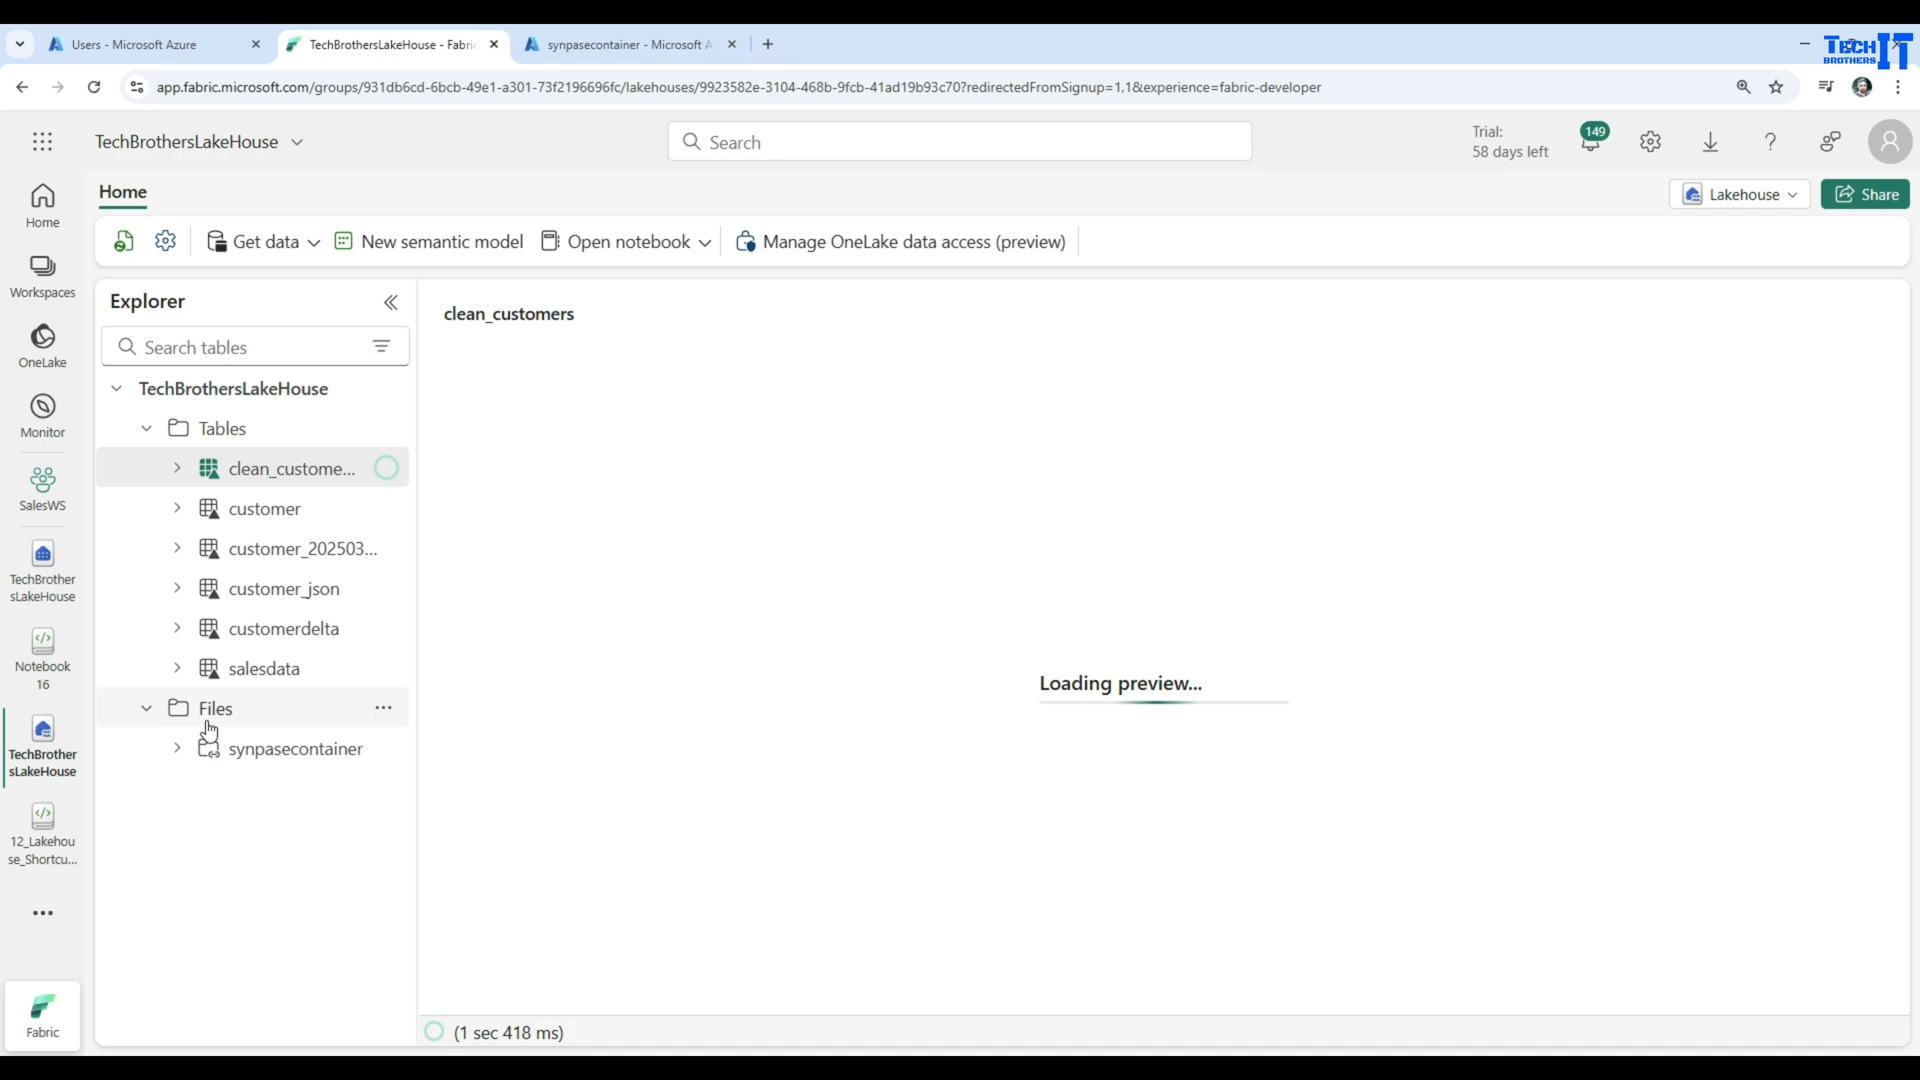 Users - Microsoft Azure
TechBrothersLakeHouse - Fabric
synpasecontainer - Microsoft A
TECH IT
BROTHERS
app.fabric.microsoft.com/groups/931db6cd-6bcb-49e1-a301-73f2196696fc/lakehouses/9923582e-3104-468b-9fcb-41ad19b93c70?redirectedFromSignup=1,1&experience=fabric-developer
TechBrothersLakeHouse
Search
Trial:
58 days left
149
Home
Lakehouse
Share
Get data
New semantic model
Open notebook
Manage OneLake data access (preview)
Home
Workspaces
OneLake
Monitor
SalesWS
TechBrother
sLakeHouse
Notebook
16
TechBrother
sLakeHouse
12_Lakehou
se_Shortcu...
Fabric
Explorer
Search tables
TechBrothersLakeHouse
Tables
clean_custome...
customer
customer_202503...
customer_json
customerdelta
salesdata
Files
synpasecontainer
clean_customers
Loading preview...
(1 sec 418 ms)